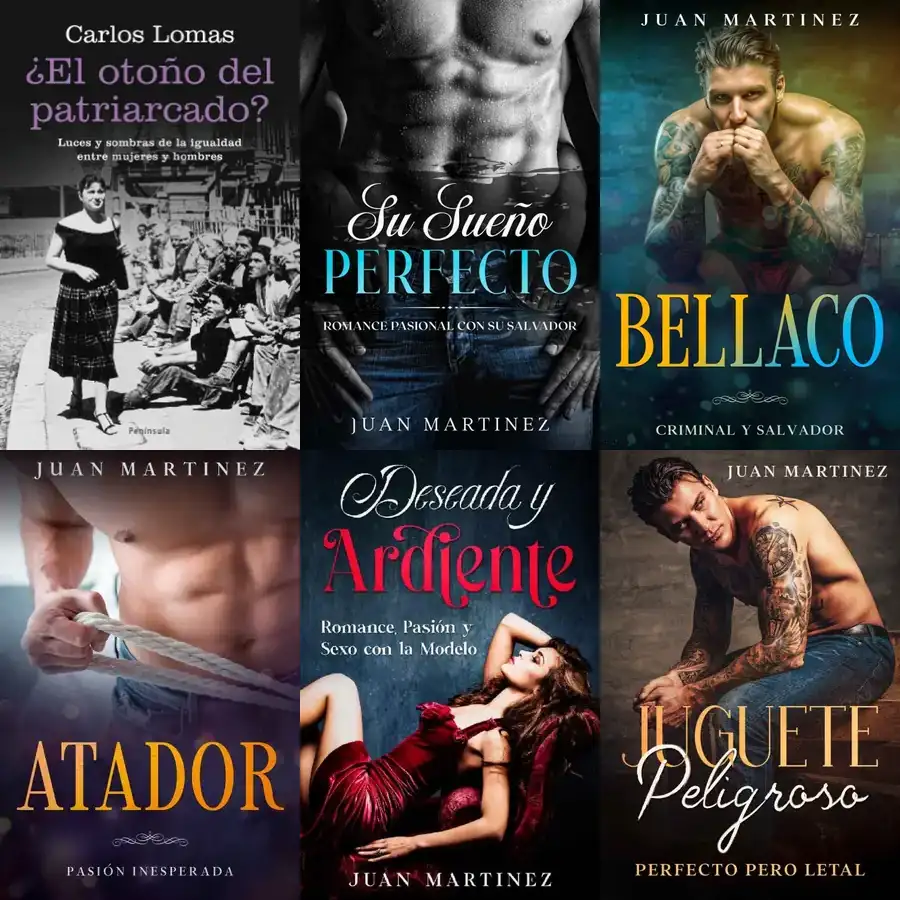 Carlos Lomas
¿El otoño del
patriarcado?
Luces y sombras de la igualdad
entre mujeres y hombres
Península
Su Sueño
PERFECTO
ROMANCE PASIONAL CON SU SALVADOR
JUAN MARTINEZ
JUAN MARTINEZ
BELLACO
CRIMINAL Y SALVADOR
JUAN MARTINEZ
ATADOR
PASIÓN INESPERADA
Deseada y
Ardiente
Romance, Pasión y
Sexo con la Modelo
JUAN MARTINEZ
JUAN MARTINEZ
JUGUETE
Peligroso
PERFECTO PERO LETAL